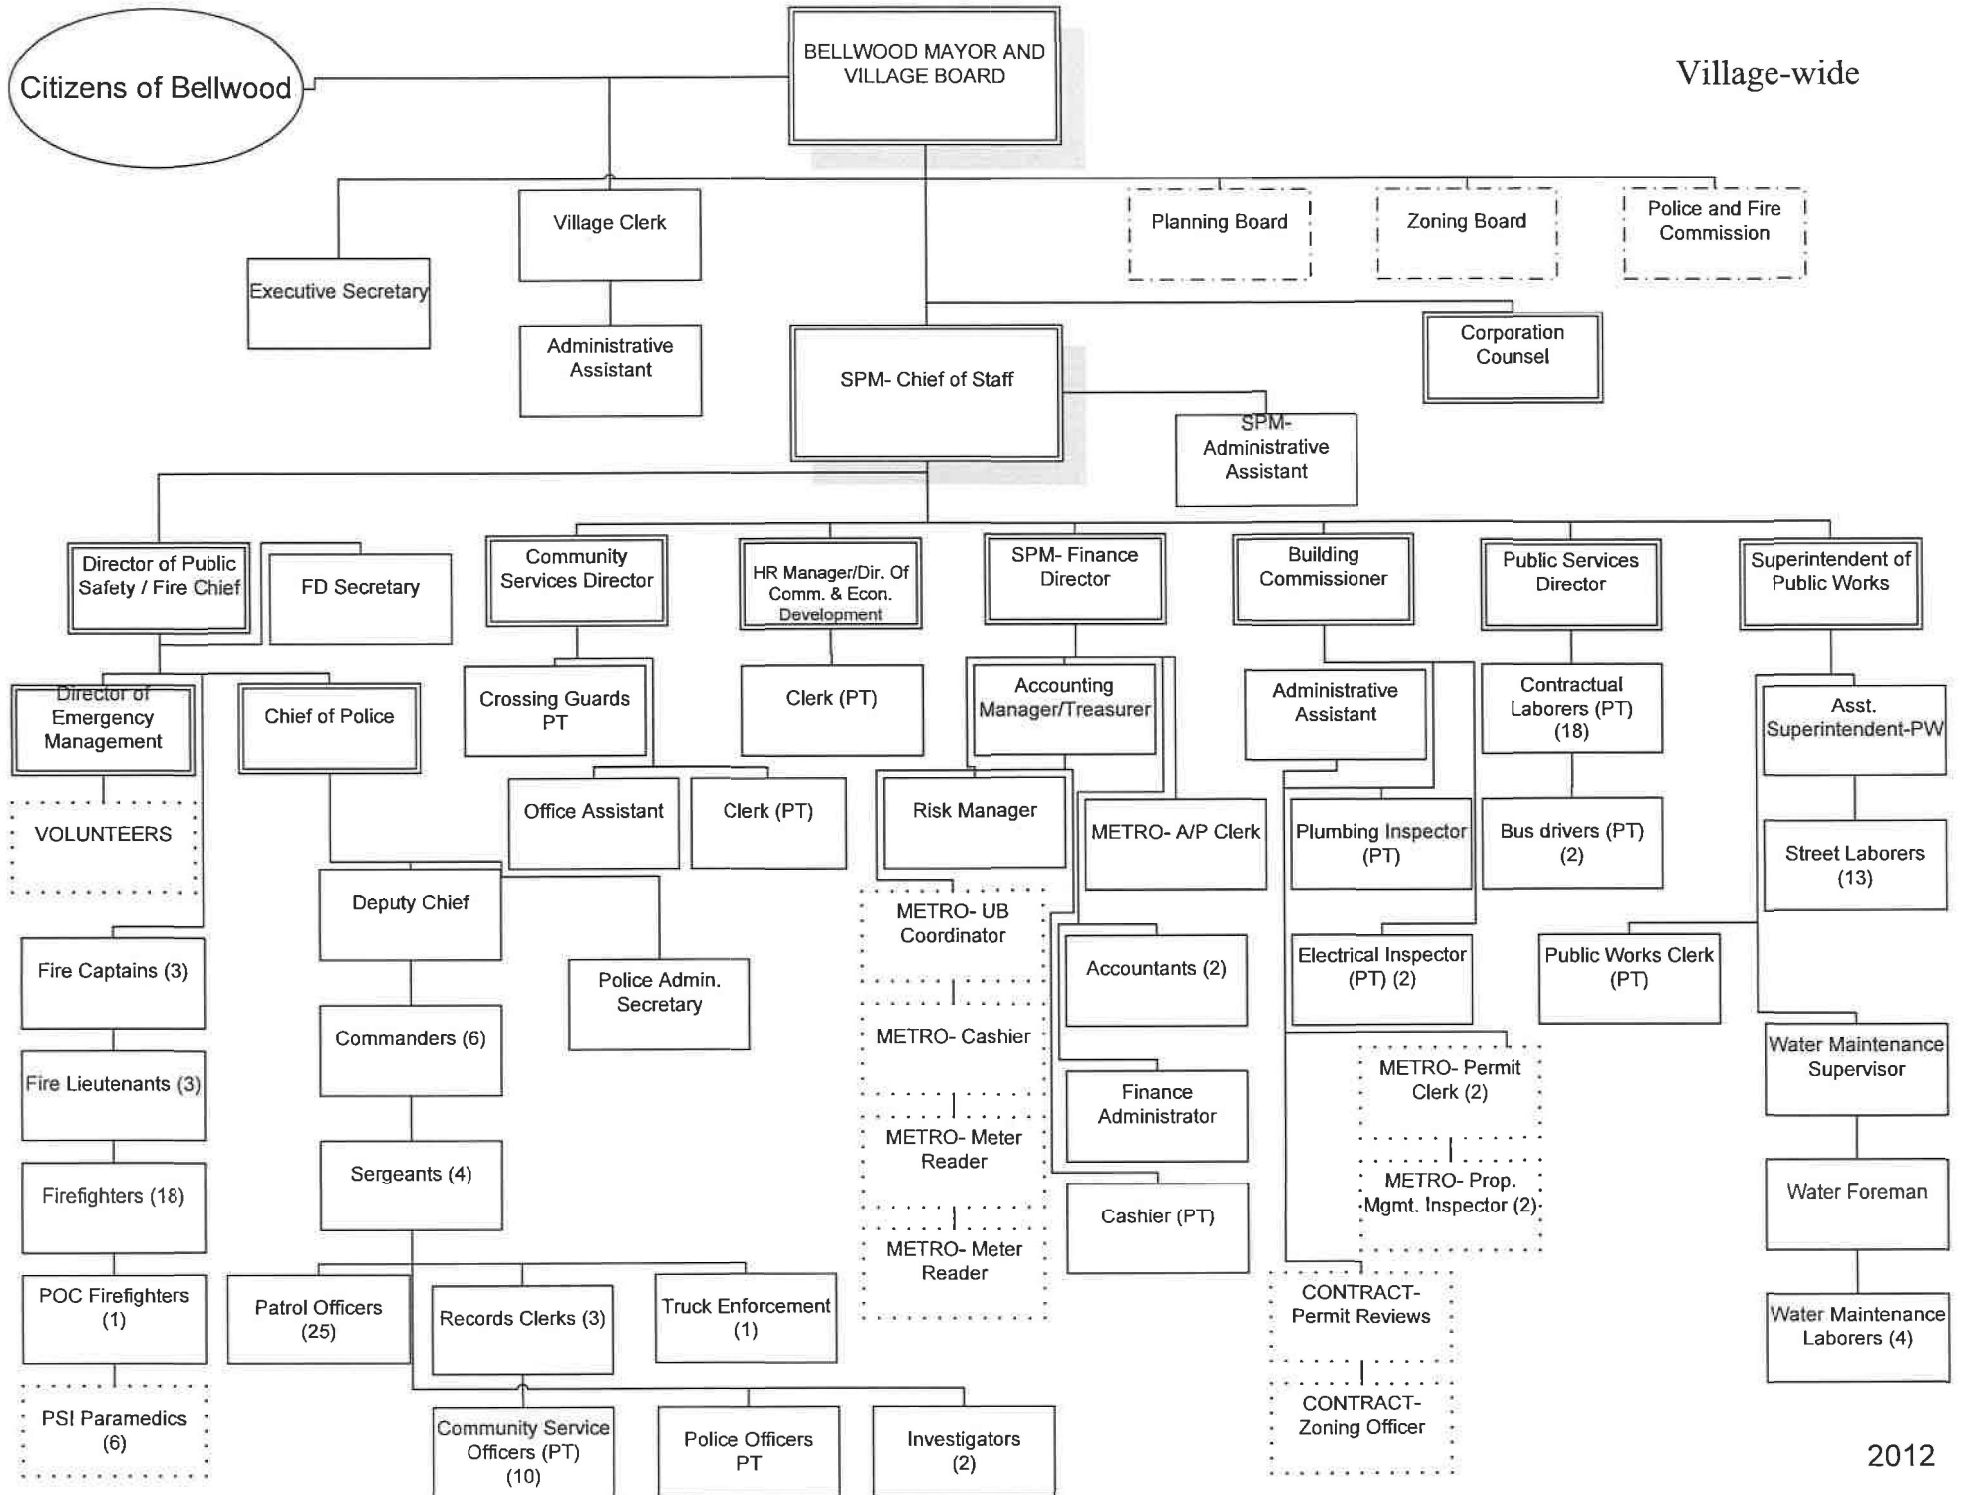 Citizens of Bellwood
BELLWOOD MAYOR AND
VILLAGE BOARD
Village-wide
Executive Secretary
Village Clerk
Administrative
Assistant
Planning Board
Zoning Board
Police and Fire
Commission
Corporation
Counsel
SPM- Chief of Staff
SPM-
Administrative
Assistant
Director of Public
Safety / Fire Chief
FD Secretary
Community
Services Director
HR Manager/Dir. Of
Comm. & Econ.
Development
SPM- Finance
Director
Building
Commissioner
Public Services
Director
Superintendent of
Public Works
Director of
Emergency
Management
Chief of Police
Crossing Guards
PT
Clerk (PT)
Accounting
Manager/Treasurer
Administrative
Assistant
Contractual
Laborers (PT)
(18)
Asst.
Superintendent-PW
VOLUNTEERS
Office Assistant
Clerk (PT)
Risk Manager
METRO- A/P Clerk
Plumbing Inspector
(PT)
Bus drivers (PT)
(2)
Street Laborers
(13)
Deputy Chief
METRO- UB
Coordinator
Fire Captains (3)
Police Admin.
Secretary
Accountants (2)
Electrical Inspector
(PT) (2)
Public Works Clerk
(PT)
Commanders (6)
METRO- Cashier
Fire Lieutenants (3)
Finance
Administrator
METRO- Permit
Clerk (2)
Water Maintenance
Supervisor
Sergeants (4)
METRO- Meter
Reader
Firefighters (18)
Cashier (PT)
METRO- Prop.
Mgmt. Inspector (2)
Water Foreman
METRO- Meter
Reader
POC Firefighters
(1)
Patrol Officers
(25)
Records Clerks (3)
Truck Enforcement
(1)
CONTRACT-
Permit Reviews
Water Maintenance
Laborers (4)
PSI Paramedics
(6)
Community Service
Officers (PT)
(10)
Police Officers
PT
Investigators
(2)
CONTRACT-
Zoning Officer
2012